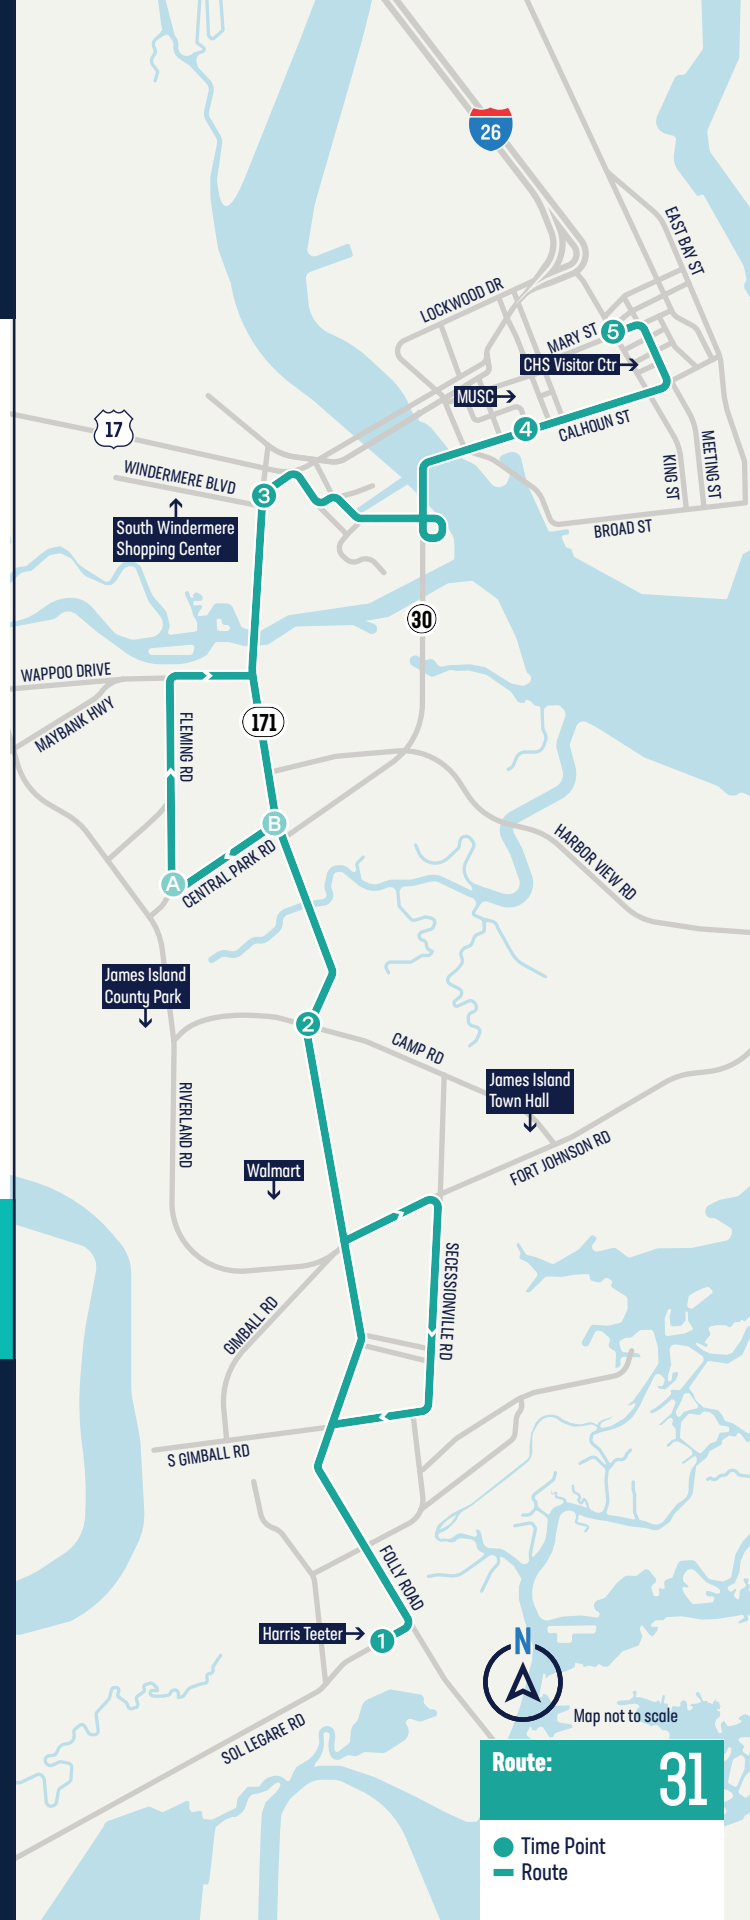 26
EAST BAY ST
LOCKWOOD DR
MARY ST
5
CHS Visitor Ctr
MUSC
4
CALHOUN ST
17
WINDERMERE BLVD
3
KING ST
MEETING ST
South Windermere
Shopping Center
BROAD ST
30
WAPPOO DRIVE
MAYBANK HWY
FLEMING RD
171
B
A
CENTRAL PARK RD
HARBOR VIEW RD
James Island
County Park
2
CAMP RD
James Island
Town Hall
RIVERLAND RD
FORT JOHNSON RD
Walmart
SECESSIONVILLE RD
GIMBALL RD
S GIMBALL RD
FOLLY ROAD
Harris Teeter
1
N
Map not to scale
SOL LEGARE RD
Route: 31
Time Point
Route